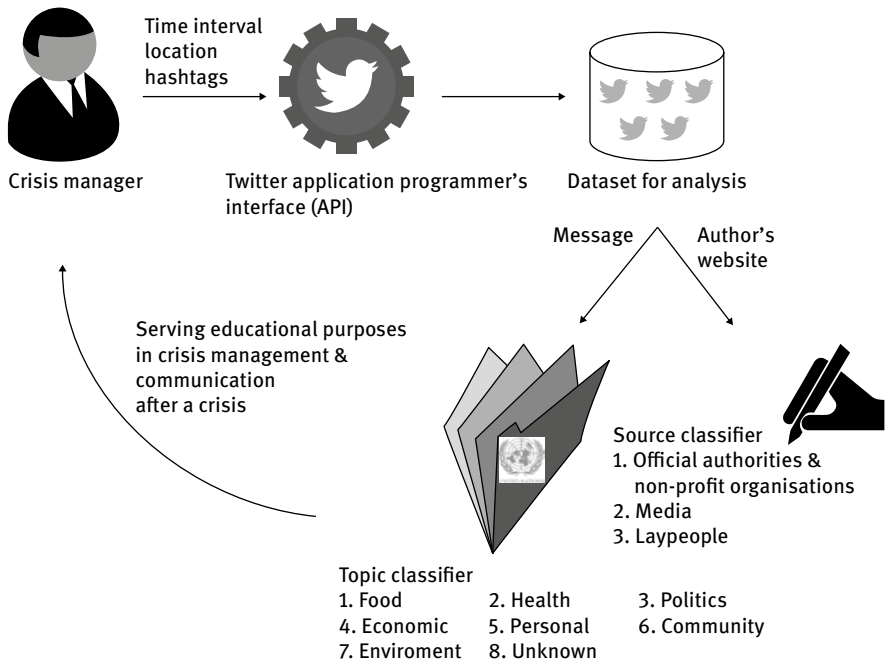 Time interval
location
hashtags
Crisis manager
Twitter application programmer's
interface (API)
Dataset for analysis
Message
Author's
website
Serving educational purposes
in crisis management &
communication
after a crisis
Source classifier
1. Official authorities &
non-profit organisations
2. Media
3. Laypeople
Topic classifier
1. Food 2. Health 3. Politics
4. Economic 5. Personal 6. Community
7. Enviroment 8. Unknown